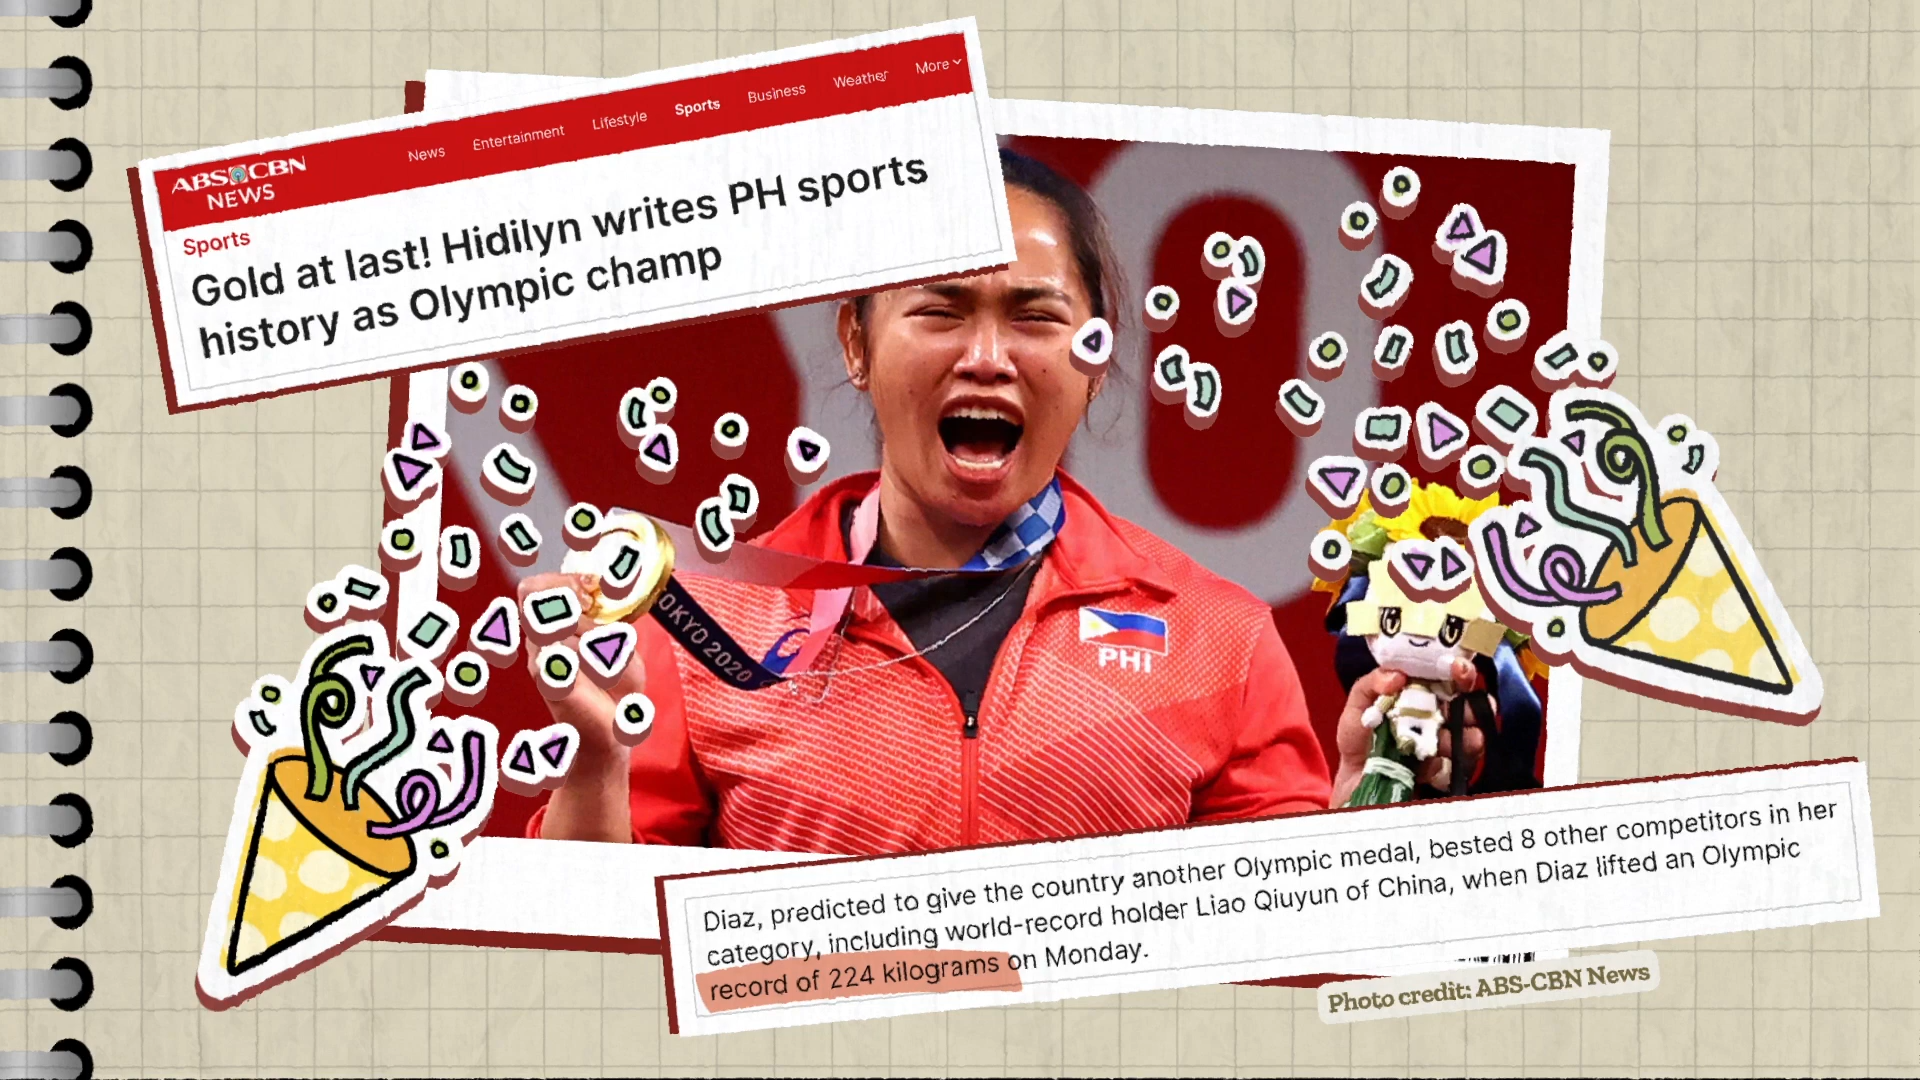 ABS-CBN
NEWS
News Entertainment Lifestyle Sports Business Weather More
Sports
Gold at last! Hidilyn writes PH sports
history as Olympic champ
TOKYO 2020
PHI
Diaz, predicted to give the country another Olympic medal, bested 8 other competitors in her
category, including world-record holder Liao Qiuyun of China, when Diaz lifted an Olympic
record of 224 kilograms on Monday.
Photo credit: ABS-CBN News